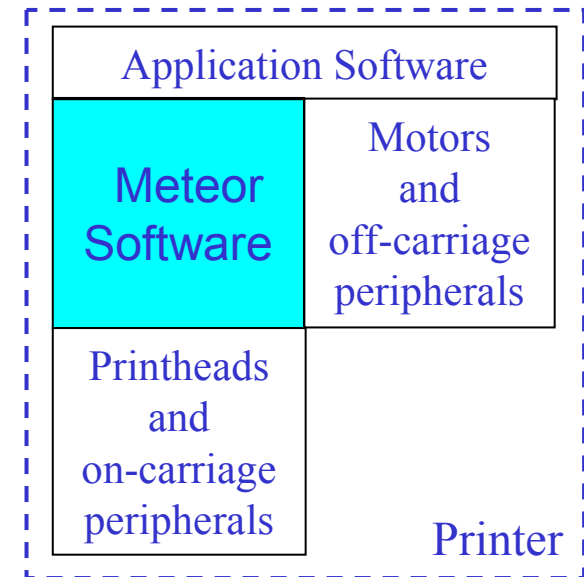 Application Software
Meteor
Software
Motors
and
off-carriage
peripherals
Printheads
and
on-carriage
peripherals
Printer